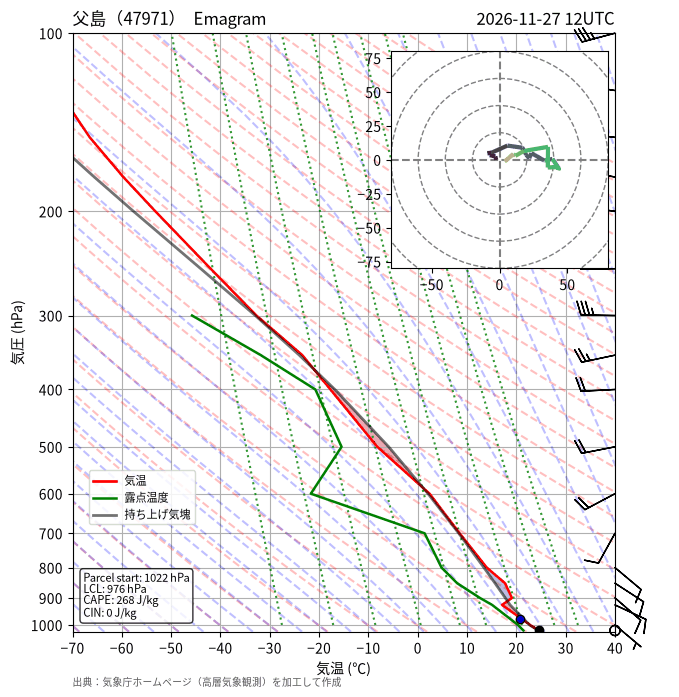 父島（47971） Emagram
2026-11-27 12UTC
100
200
300
400
500
600
700
800
900
1000
気圧 (hPa)
75
50
25
0
−25
−50
−75
−50
0
50
気温
露点温度
持ち上げ気塊
Parcel start: 1022 hPa
LCL: 976 hPa
CAPE: 268 J/kg
CIN: 0 J/kg
−70
−60
−50
−40
−30
−20
−10
0
10
20
30
40
気温 (℃)
出典：気象庁ホームページ（高層気象観測）を加工して作成